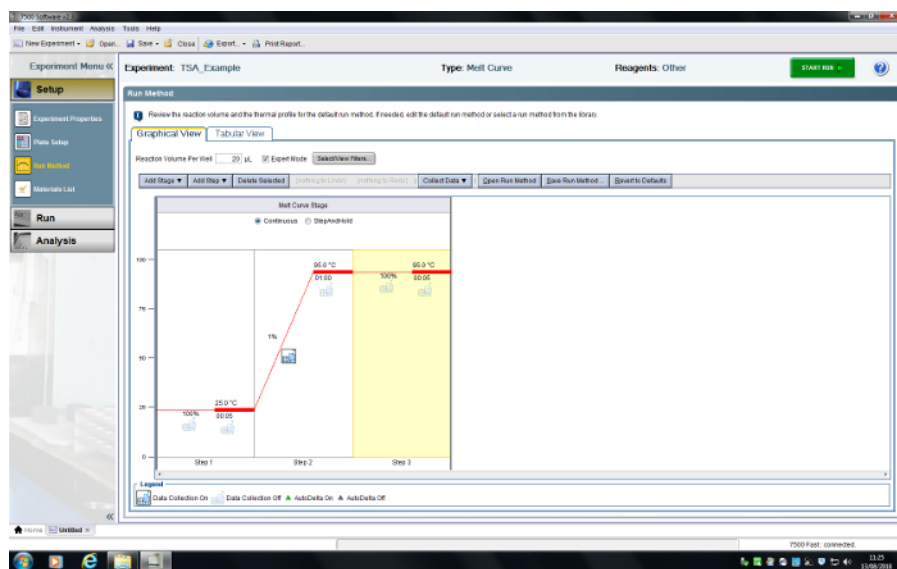 7500 Software v2.3
File Edit Instrument Analysis Tools Help
New Experiment Open... Save Close Export... Print Report...
Experiment Menu «
Experiment: TSA_Example Type: Melt Curve Reagents: Other START RUN
Setup
Run Method
Experiment Properties
Review the reaction volume and the thermal profile for the default run method. If needed, edit the default run method or select a run method from the library.
Plate Setup
Graphical View Tabular View
Run Method
Reaction Volume Per Well 20 µL Expert Mode Select/View Filters...
Materials List
Add Stage ▼ Add Step ▼ Delete Selected Collect Data ▼ Open Run Method Save Run Method... Revert to Defaults
Run
Melt Curve Stage
Continuous StepAndHold
Analysis
100
95.0 °C 95.0 °C
01:00 100% 00:05
75
1%
50
25.0 °C
25
100% 00:05
0
Step 1 Step 2 Step 3
Legend
Data Collection On Data Collection Off AutoDelta On AutoDelta Off
«
Home Untitled ×
7500 Fast: connected.
11:25
13/08/2018